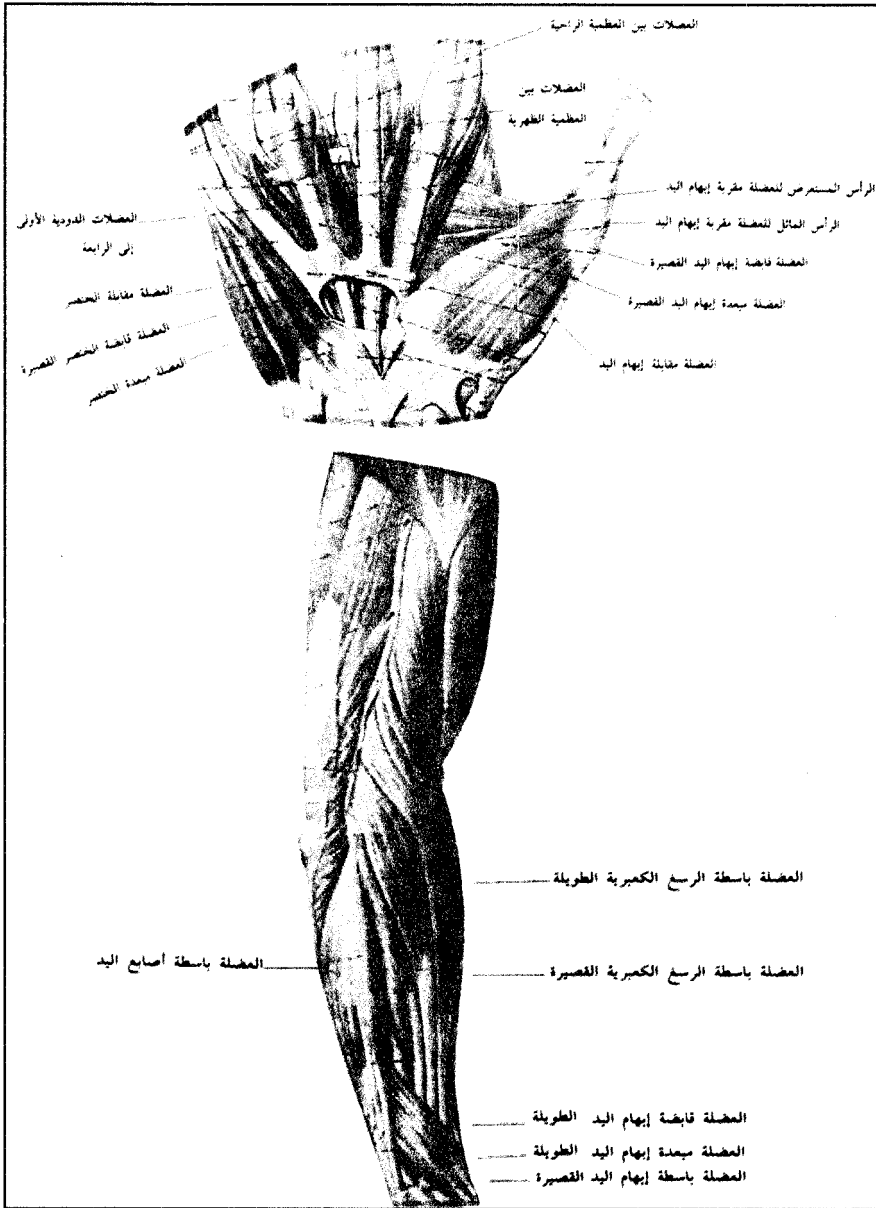 العضلات بين العظمية الراحية
العضلات بين
العظمية الظهرية
الرأس المستعرض للعضلة مقربة إبهام اليد
الرأس المائل للعضلة مقربة إبهام اليد
العضلة قابضة إبهام اليد القصيرة
العضلة مبعدة إبهام اليد القصيرة
العضلة مقابلة إبهام اليد
العضلات الدودية الأولى
إلى الرابعة
العضلة مقابلة الخنصر
العضلة قابضة الخنصر القصيرة
العضلة مبعدة الخنصر
العضلة باسطة الرسغ الكعبرية الطويلة
العضلة باسطة الرسغ الكعبرية القصيرة
العضلة باسطة أصابع اليد
العضلة قابضة إبهام اليد الطويلة
العضلة مبعدة إبهام اليد الطويلة
العضلة باسطة إبهام اليد القصيرة